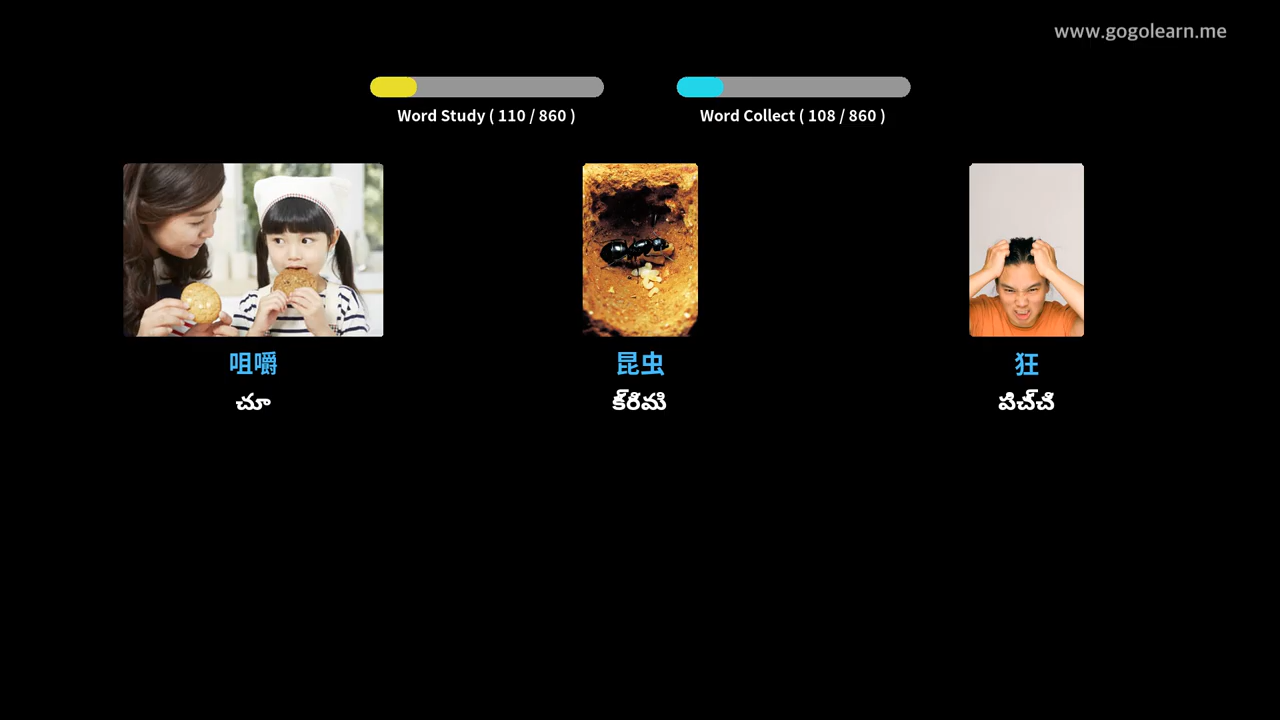 www.gogolearn.me
Word Study ( 110 / 860 )
Word Collect ( 108 / 860 )
咀嚼
昆虫
狂
చూ
క్రిమి
పిచ్చి